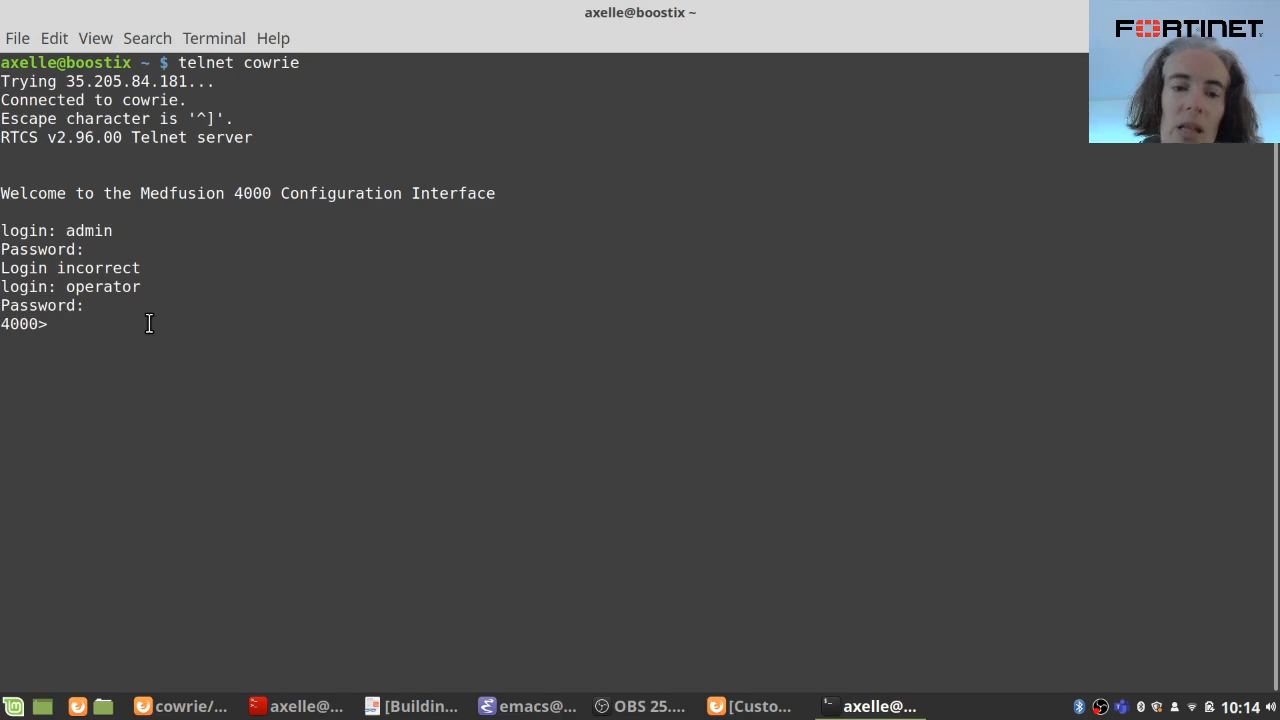 axelle@boostix ~
File Edit View Search Terminal Help
FORTINET
axelle@boostix ~ $ telnet cowrie
Trying 35.205.84.181...
Connected to cowrie.
Escape character is '^]'.
RTCS v2.96.00 Telnet server
Welcome to the Medfusion 4000 Configuration Interface
login: admin
Password:
Login incorrect
login: operator
Password:
4000>
cowrie/... axelle@... [Buildin... emacs@... OBS 25.... [Custo... axelle@... 10:14